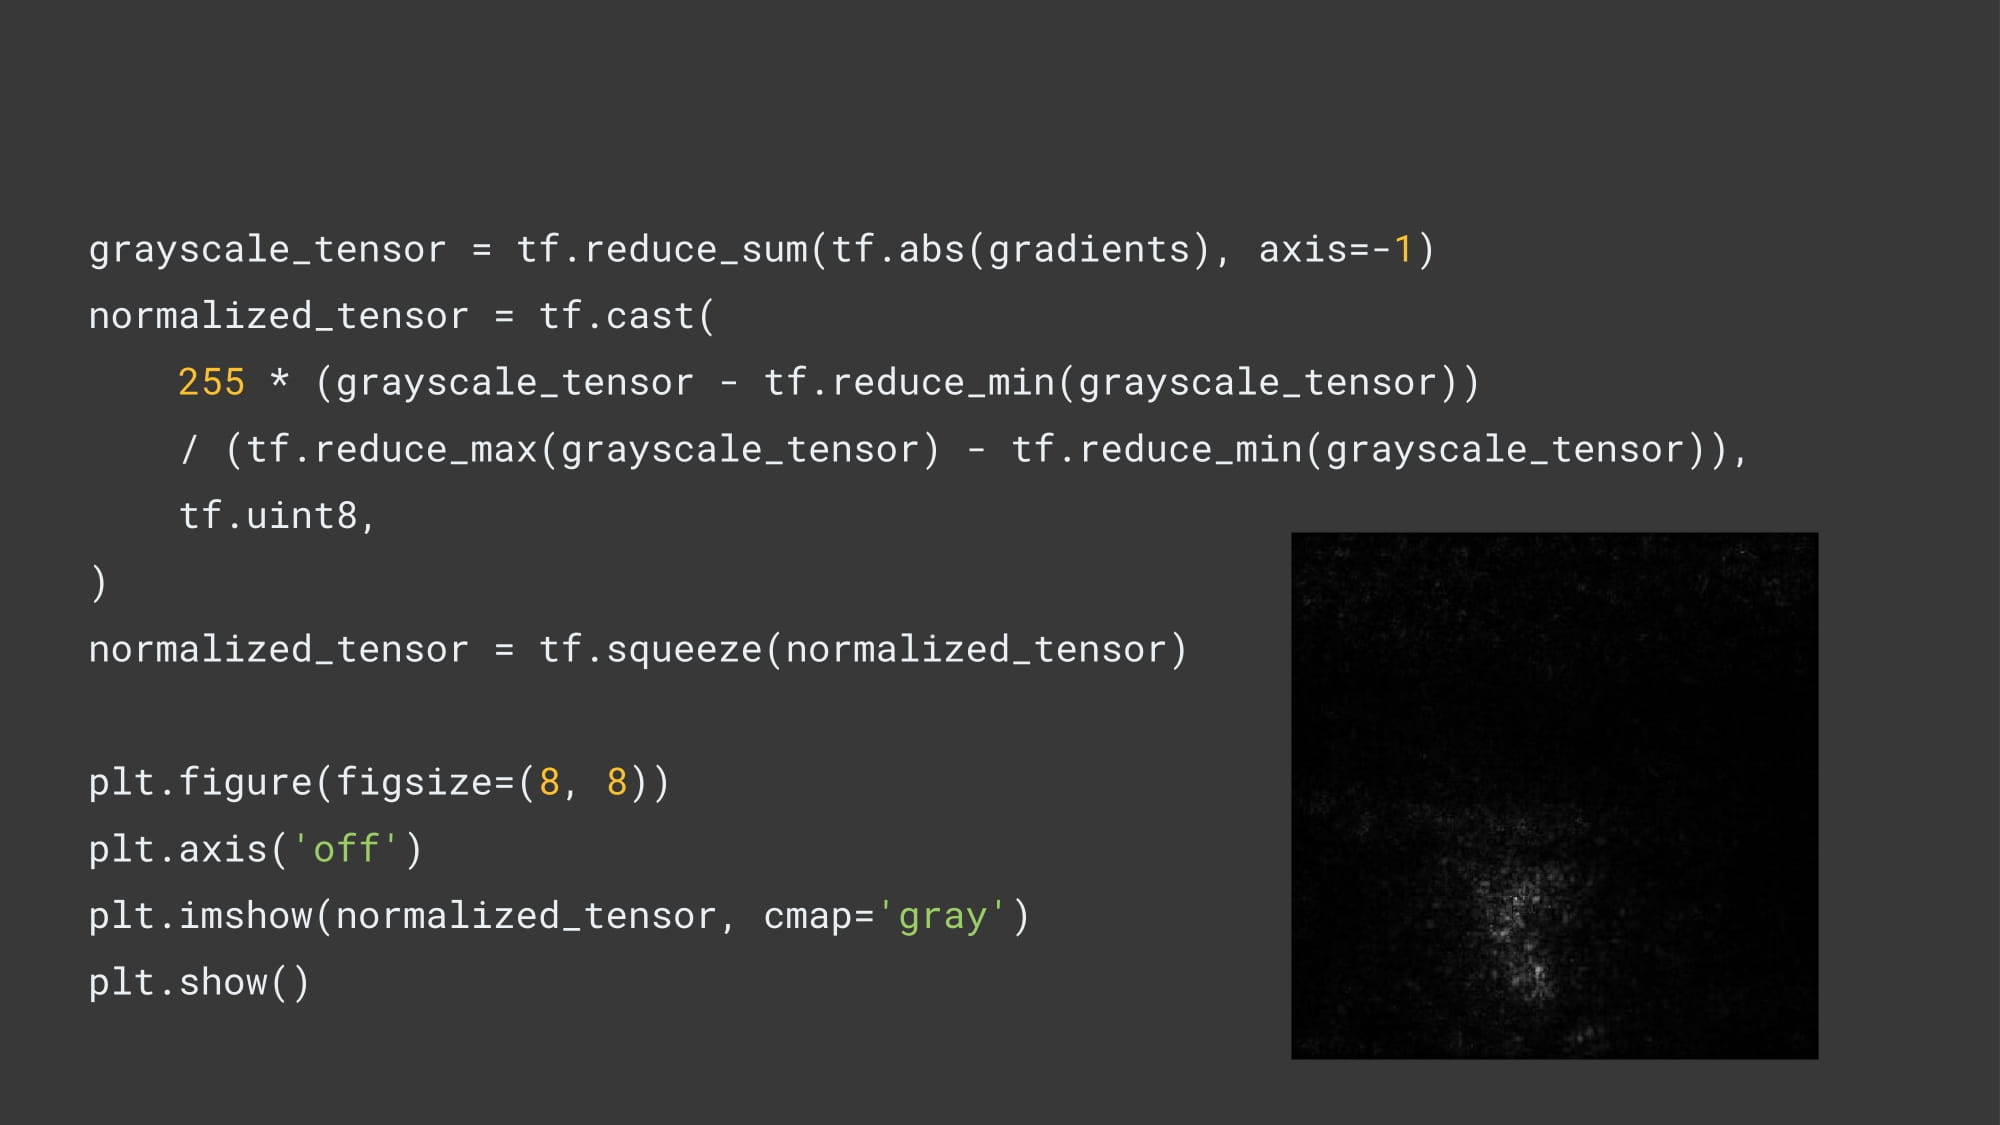 grayscale_tensor = tf.reduce_sum(tf.abs(gradients), axis=-1)
normalized_tensor = tf.cast(
    255 * (grayscale_tensor - tf.reduce_min(grayscale_tensor))
    / (tf.reduce_max(grayscale_tensor) - tf.reduce_min(grayscale_tensor)),
    tf.uint8,
)
normalized_tensor = tf.squeeze(normalized_tensor)

plt.figure(figsize=(8, 8))
plt.axis('off')
plt.imshow(normalized_tensor, cmap='gray')
plt.show()